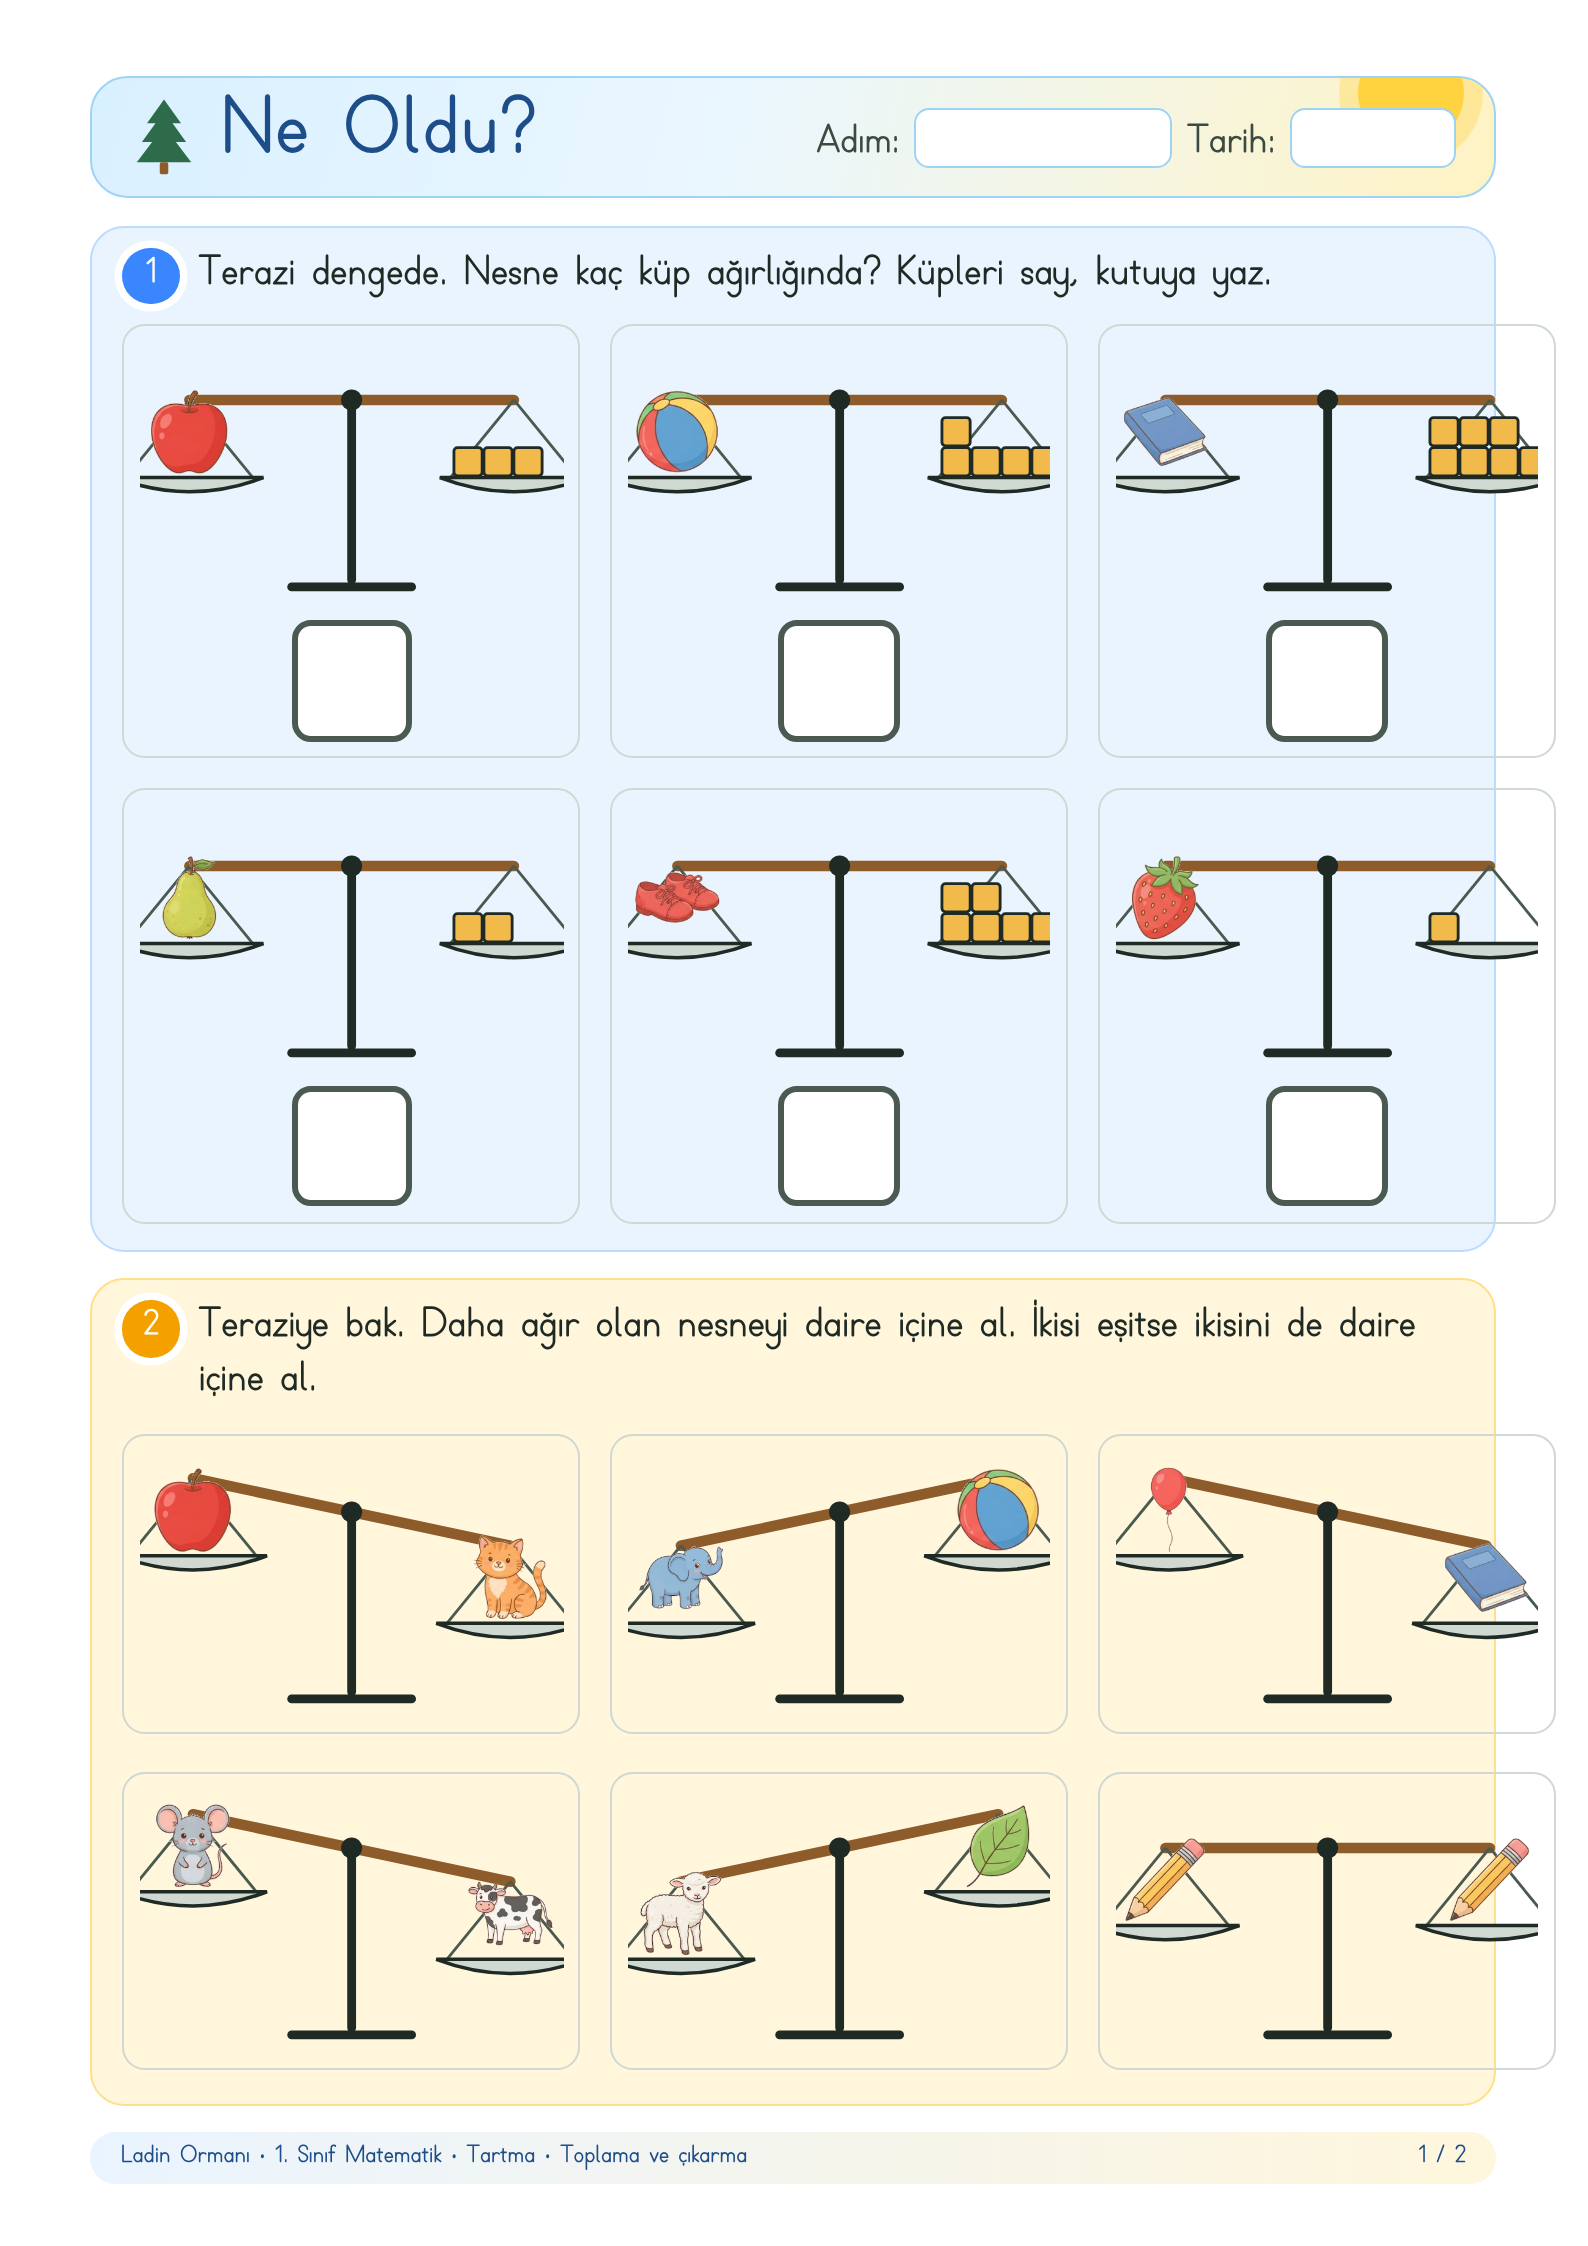 Ne Oldu?
Adım:
Tarih:
1
Terazi dengede. Nesne kaç küp ağırlığında? Küpleri say, kutuya yaz.
2
Teraziye bak. Daha ağır olan nesneyi daire içine al. İkisi eşitse ikisini de daire
içine al.
Ladin Ormanı • 1. Sınıf Matematik • Tartma • Toplama ve çıkarma
1 / 2